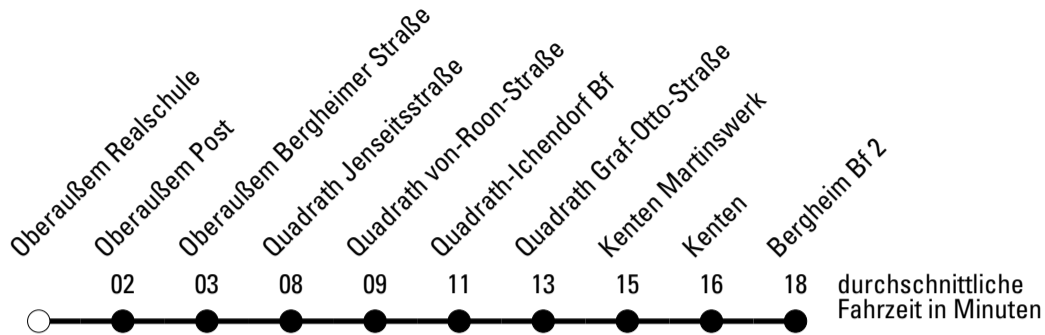 Oberaußem Realschule
Oberaußem Post
Oberaußem Bergheimer Straße
Quadrath Jenseitsstraße
Quadrath von-Roon-Straße
Quadrath-Ichendorf Bf
Quadrath Graf-Otto-Straße
Kenten Martinswerk
Kenten
Bergheim Bf 2
02 03 08 09 11 13 15 16 18 durchschnittliche
Fahrzeit in Minuten